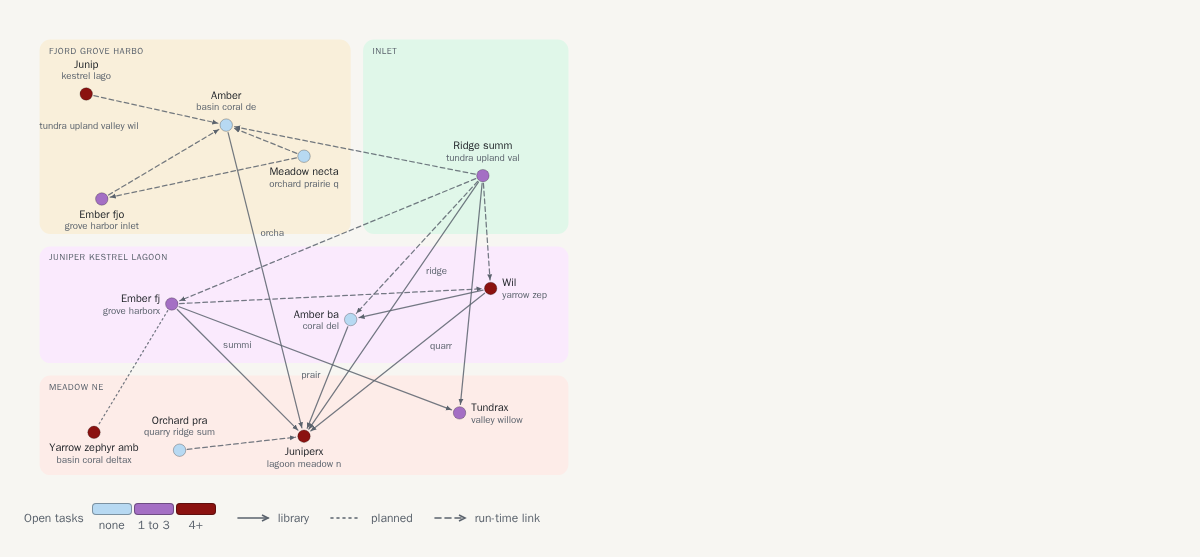 FJORD GROVE HARBO
INLET
Junip
kestrel lago
Amber
basin coral de
tundra upland valley wil
Ridge summ
tundra upland val
Meadow necta
orchard prairie q
Ember fjo
grove harbor inlet
orcha
JUNIPER KESTREL LAGOON
ridge
Wil
yarrow zep
Ember fj
grove harborx
Amber ba
coral del
summi
quarr
prair
MEADOW NE
Tundrax
valley willow
Orchard pra
quarry ridge sum
Yarrow zephyr amb
basin coral deltax
Juniperx
lagoon meadow n
Open tasks
none
1 to 3
4+
library
planned
run-time link